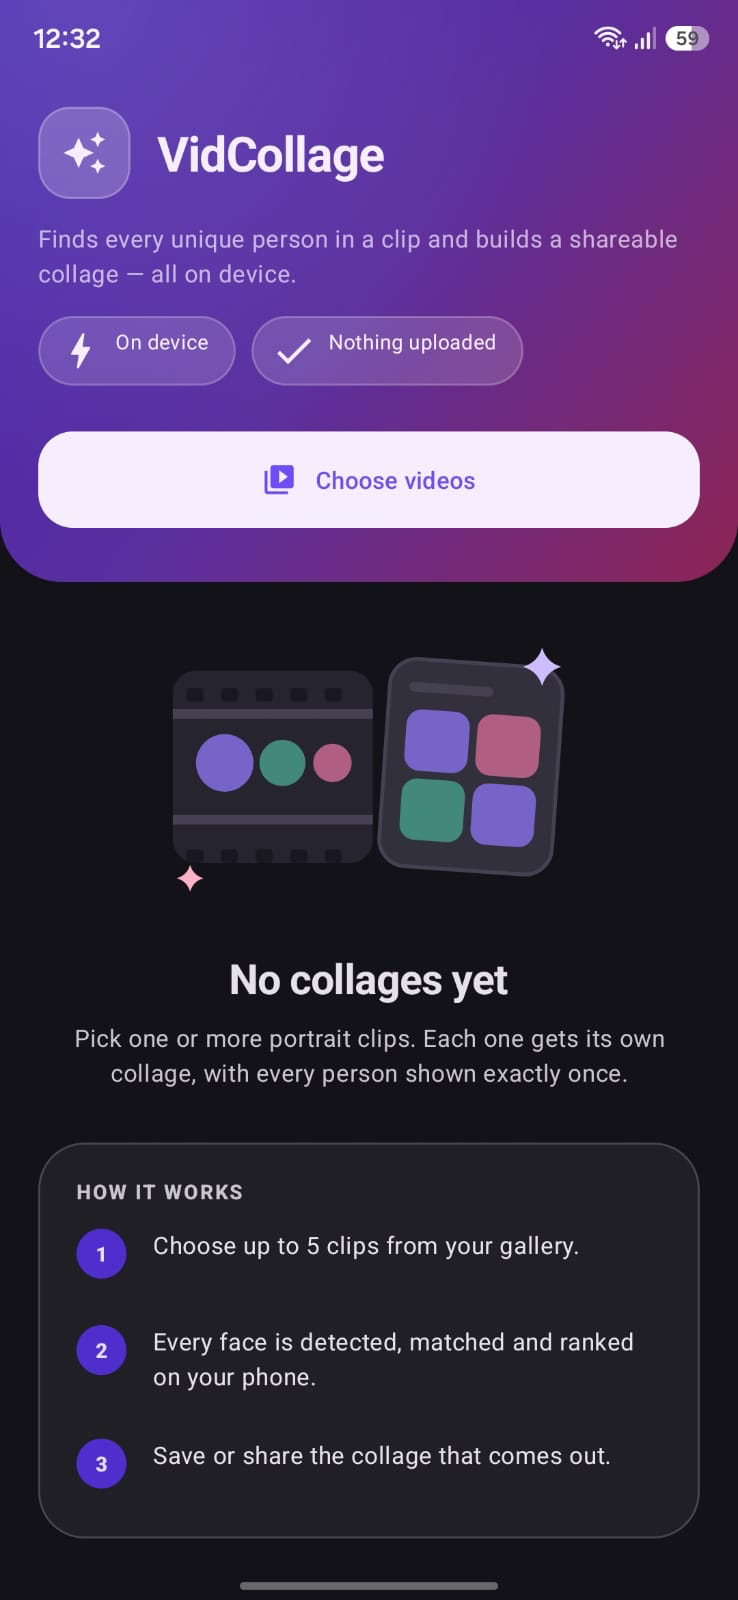 12:32
59
VidCollage
Finds every unique person in a clip and builds a shareable
collage — all on device.
On device
Nothing uploaded
Choose videos
No collages yet
Pick one or more portrait clips. Each one gets its own
collage, with every person shown exactly once.
HOW IT WORKS
1
Choose up to 5 clips from your gallery.
2
Every face is detected, matched and ranked
on your phone.
3
Save or share the collage that comes out.